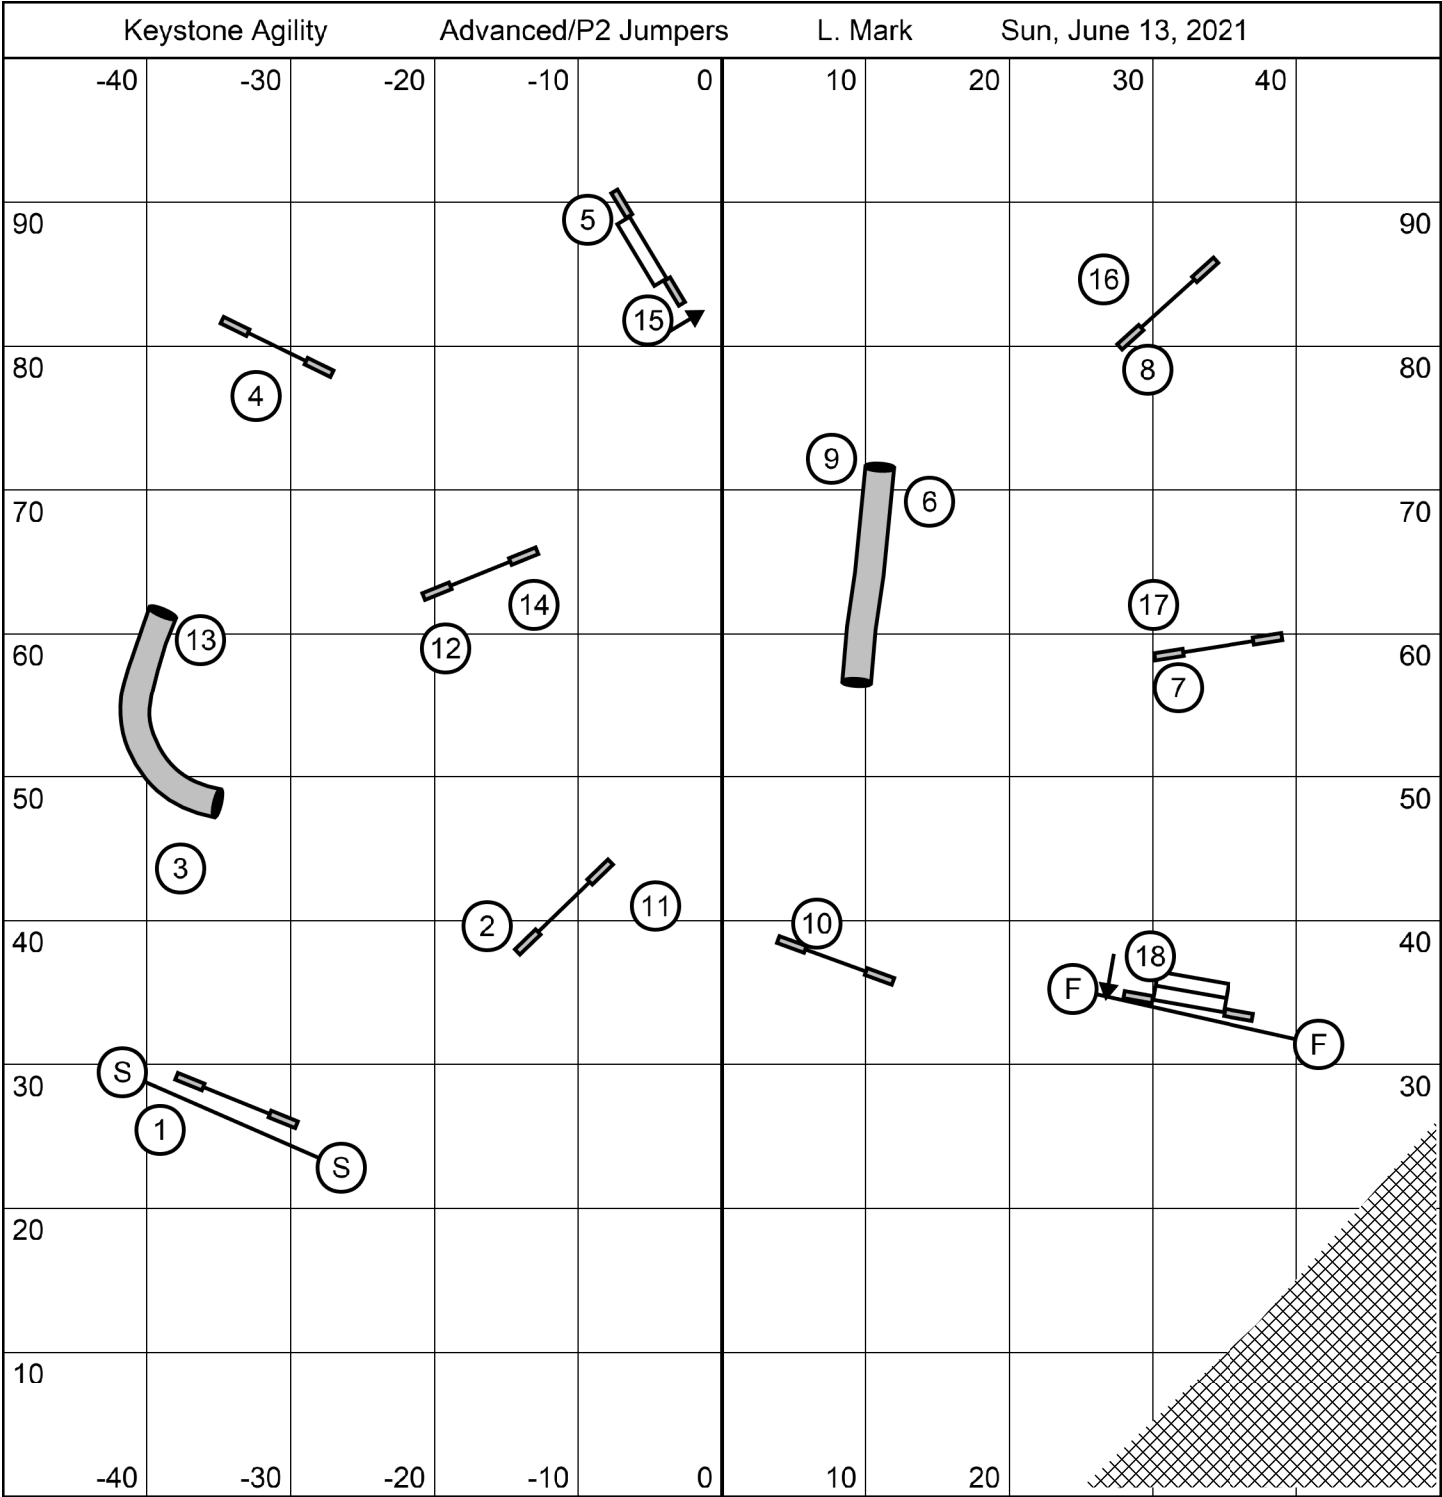 Keystone Agility Advanced/P2 Jumpers L. Mark Sun, June 13, 2021
-40 -30 -20 -10 0 10 20 30 40
90 5 90
16
15
80 4 8 80
9
70 6 70
14 17
13 12
60 7 60
50 50
3
2 11 10
40 18 40
F
F
S
30 30
1
S
20
10
-40 -30 -20 -10 0 10 20